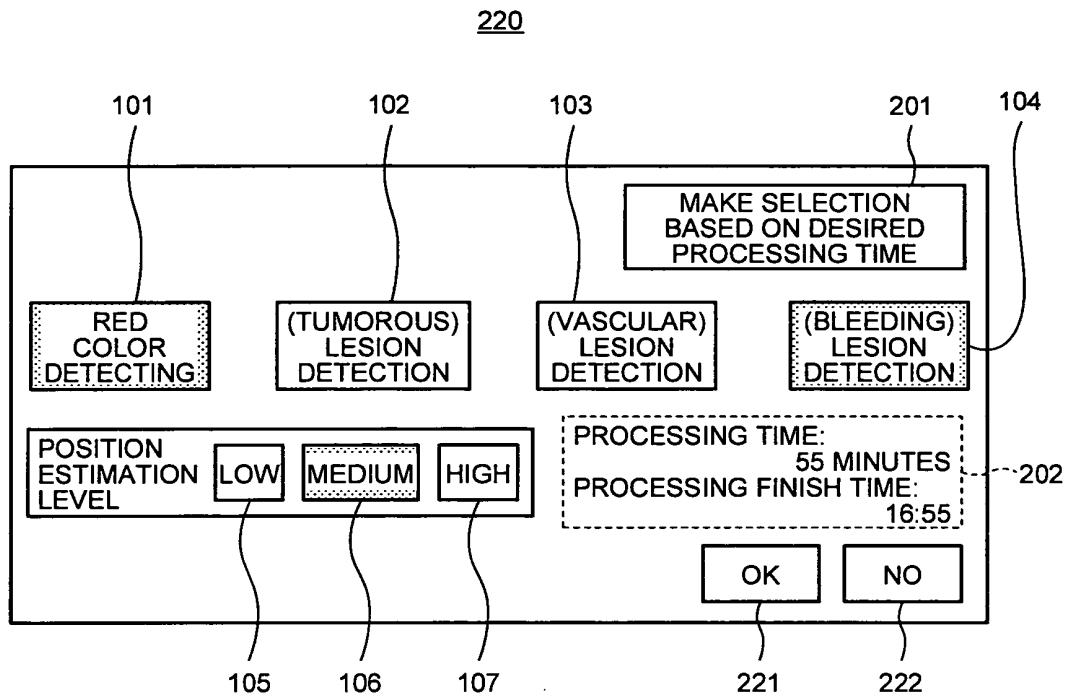 220
101
102
103
201
104
MAKE SELECTION
BASED ON DESIRED
PROCESSING TIME
RED
COLOR
DETECTING
(TUMOROUS)
LESION
DETECTION
(VASCULAR)
LESION
DETECTION
(BLEEDING)
LESION
DETECTION
POSITION
ESTIMATION
LEVEL
LOW
MEDIUM
HIGH
PROCESSING TIME:
55 MINUTES
PROCESSING FINISH TIME:
16:55
202
OK
NO
105
106
107
221
222